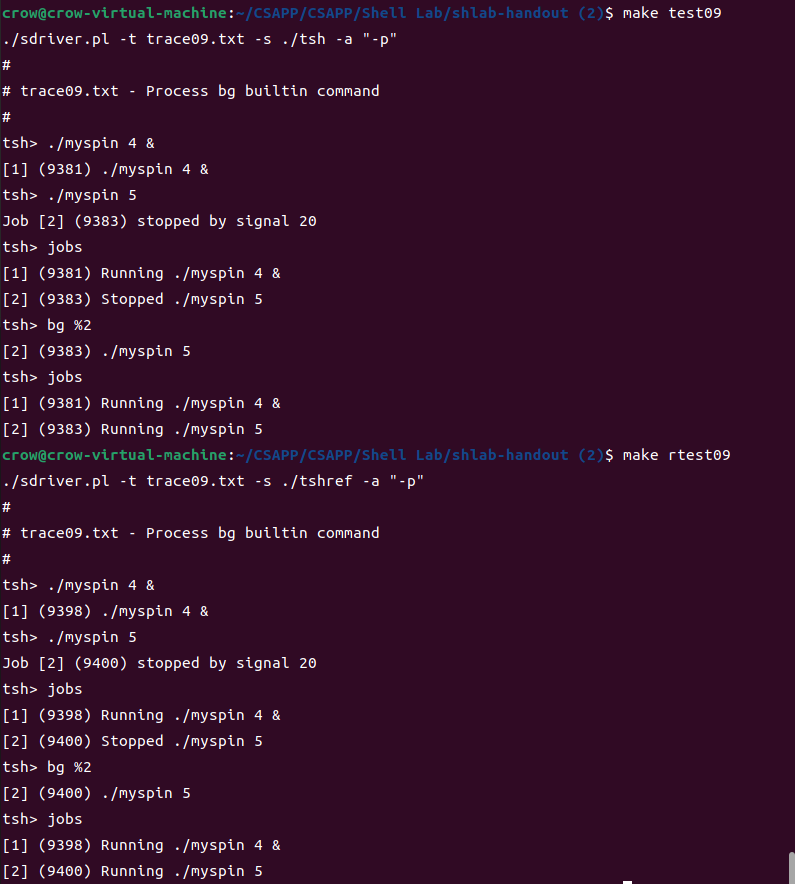 crow@crow-virtual-machine:~/CSAPP/CSAPP/Shell Lab/shlab-handout (2)$ make test09
./sdriver.pl -t trace09.txt -s ./tsh -a "-p"
#
# trace09.txt - Process bg builtin command
#
tsh> ./myspin 4 &
[1] (9381) ./myspin 4 &
tsh> ./myspin 5
Job [2] (9383) stopped by signal 20
tsh> jobs
[1] (9381) Running ./myspin 4 &
[2] (9383) Stopped ./myspin 5
tsh> bg %2
[2] (9383) ./myspin 5
tsh> jobs
[1] (9381) Running ./myspin 4 &
[2] (9383) Running ./myspin 5
crow@crow-virtual-machine:~/CSAPP/CSAPP/Shell Lab/shlab-handout (2)$ make rtest09
./sdriver.pl -t trace09.txt -s ./tshref -a "-p"
#
# trace09.txt - Process bg builtin command
#
tsh> ./myspin 4 &
[1] (9398) ./myspin 4 &
tsh> ./myspin 5
Job [2] (9400) stopped by signal 20
tsh> jobs
[1] (9398) Running ./myspin 4 &
[2] (9400) Stopped ./myspin 5
tsh> bg %2
[2] (9400) ./myspin 5
tsh> jobs
[1] (9398) Running ./myspin 4 &
[2] (9400) Running ./myspin 5